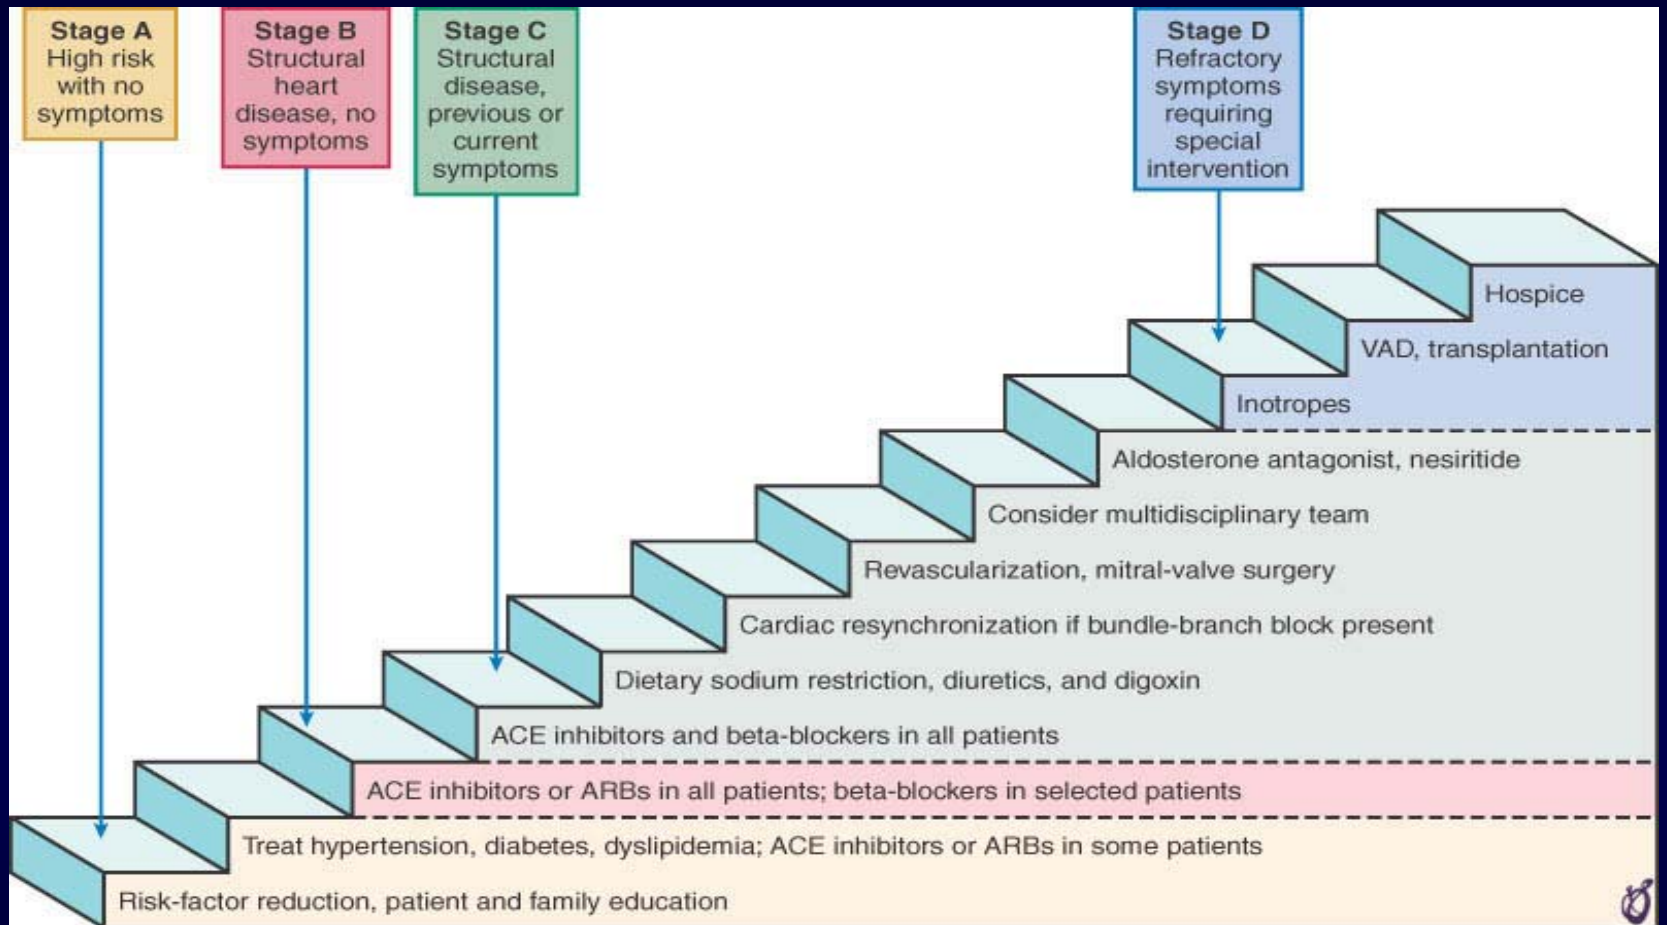 Stage A
High risk
with no
symptoms
Stage B
Structural
heart
disease, no
symptoms
Stage C
Structural
disease,
previous or
current
symptoms
Stage D
Refractory
symptoms
requiring
special
intervention
Hospice
VAD, transplantation
Inotropes
Aldosterone antagonist, nesiritide
Consider multidisciplinary team
Revascularization, mitral-valve surgery
Cardiac resynchronization if bundle-branch block present
Dietary sodium restriction, diuretics, and digoxin
ACE inhibitors and beta-blockers in all patients
ACE inhibitors or ARBs in all patients; beta-blockers in selected patients
Treat hypertension, diabetes, dyslipidemia; ACE inhibitors or ARBs in some patients
Risk-factor reduction, patient and family education